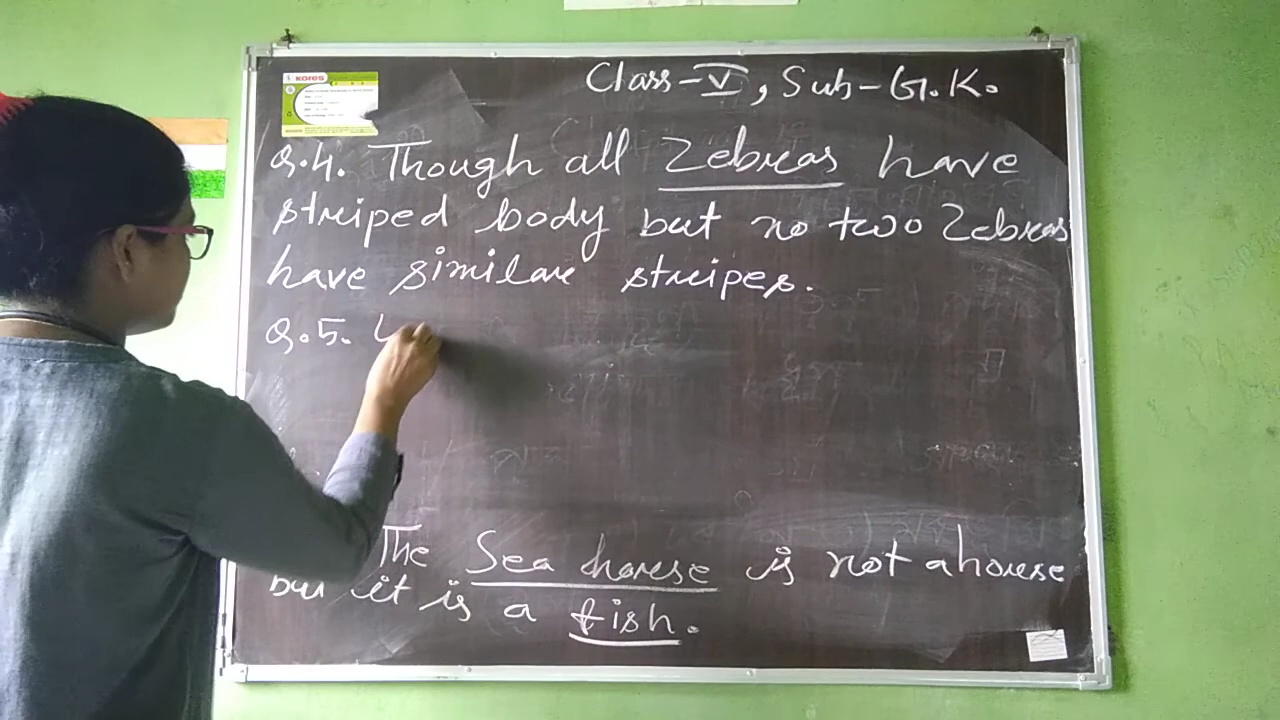 KORES
Class-V, Sub-G.K.
Q.4. Though all Zebras have
striped body but no two Zebras
have similar stripes.
Q.5.
The Sea horse is not a horse
but it is a fish.